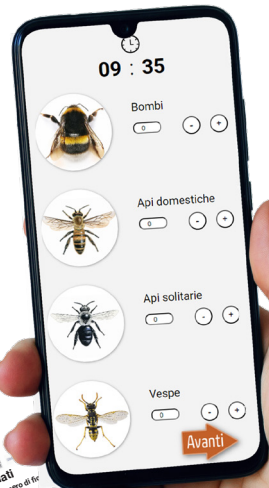 09 : 35
Bombi
0 - +
Api domestiche
0 - +
Api solitarie
0 - +
Vespe
0 - +
Avanti